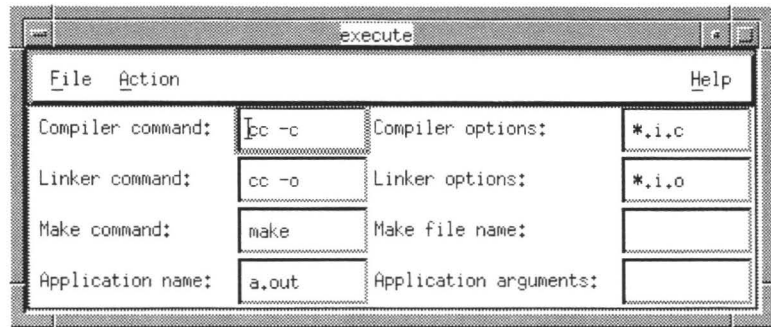 execute
File Action Help
Compiler command: cc -c Compiler options: *.i.c
Linker command: cc -o Linker options: *.i.o
Make command: make Make file name:
Application name: a.out Application arguments: